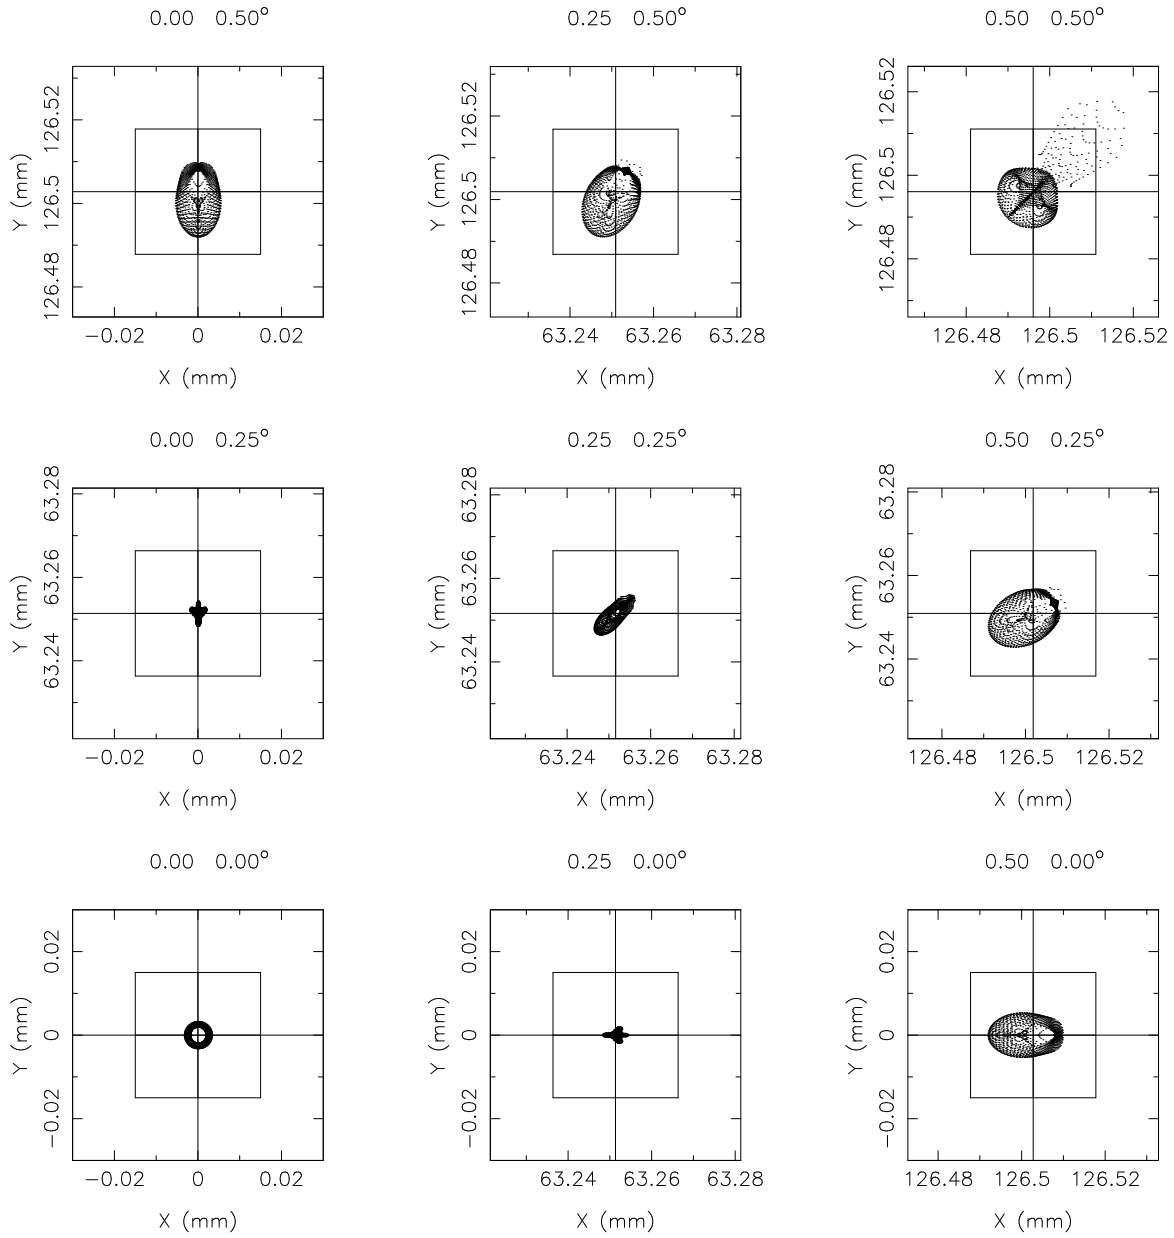 0.00 0.50° 0.25 0.50° 0.50 0.50°
Y (mm) 126.48 126.5 126.52 Y (mm) 126.48 126.5 126.52 Y (mm) 126.48 126.5 126.52
−0.02 0 0.02 63.24 63.26 63.28 126.48 126.5 126.52
X (mm) X (mm) X (mm)
0.00 0.25° 0.25 0.25° 0.50 0.25°
Y (mm) 63.24 63.26 63.28 Y (mm) 63.24 63.26 63.28 Y (mm) 63.24 63.26 63.28
−0.02 0 0.02 63.24 63.26 63.28 126.48 126.5 126.52
X (mm) X (mm) X (mm)
0.00 0.00° 0.25 0.00° 0.50 0.00°
Y (mm) −0.02 0 0.02 Y (mm) −0.02 0 0.02 Y (mm) −0.02 0 0.02
−0.02 0 0.02 63.24 63.26 63.28 126.48 126.5 126.52
X (mm) X (mm) X (mm)